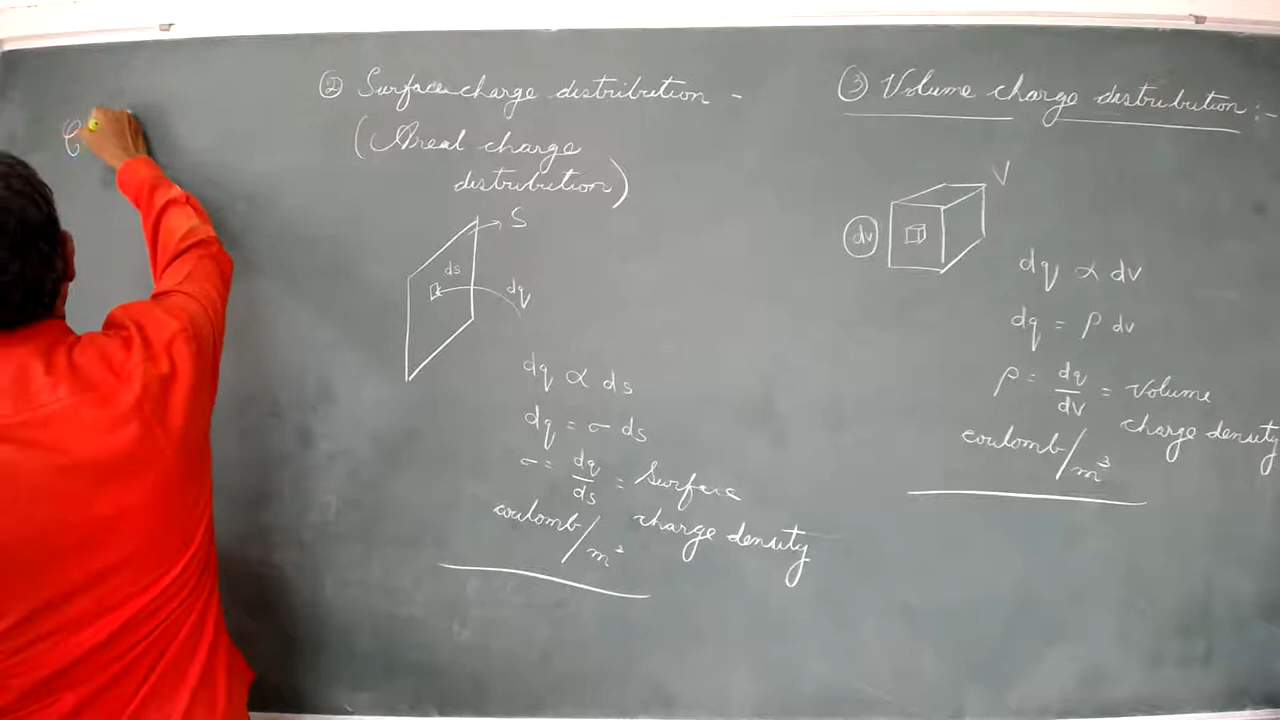 ② Surface charge distribution -
(Areal charge
distribution)
S
ds
dq
dq ∝ ds
dq = σ ds
σ = dq/ds = Surface
charge density
coulomb/m²
③ Volume charge distribution :-
V
dv
dq ∝ dv
dq = ρ dv
ρ = dq/dv = Volume
charge density
coulomb/m³